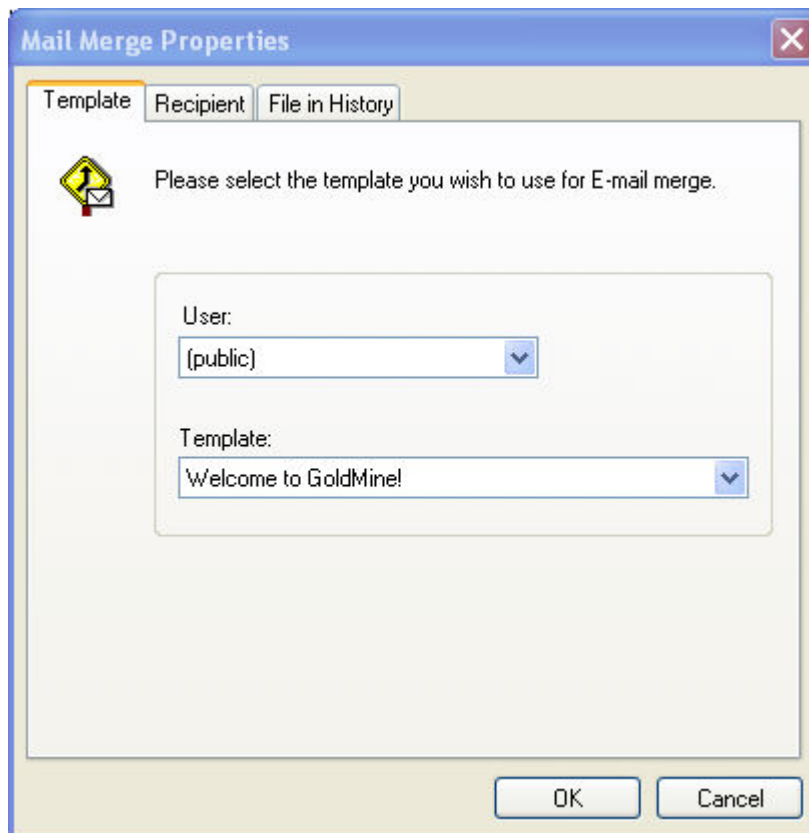 Mail Merge Properties
Template Recipient File in History
Please select the template you wish to use for E-mail merge.
User:
(public)
Template:
Welcome to GoldMine!
OK Cancel